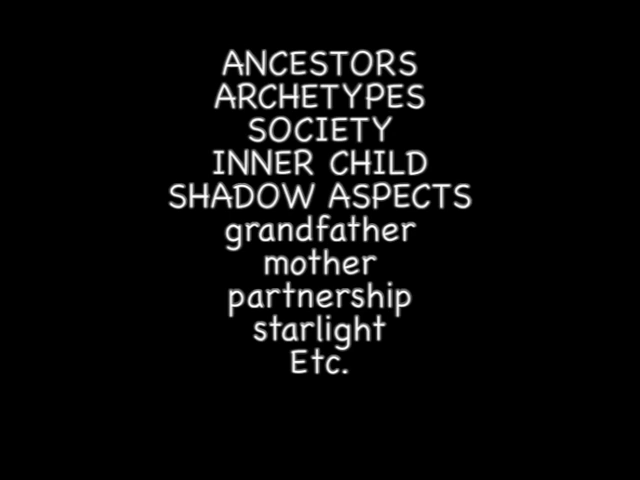 ANCESTORS
ARCHETYPES
SOCIETY
INNER CHILD
SHADOW ASPECTS
grandfather
mother
partnership
starlight
Etc.